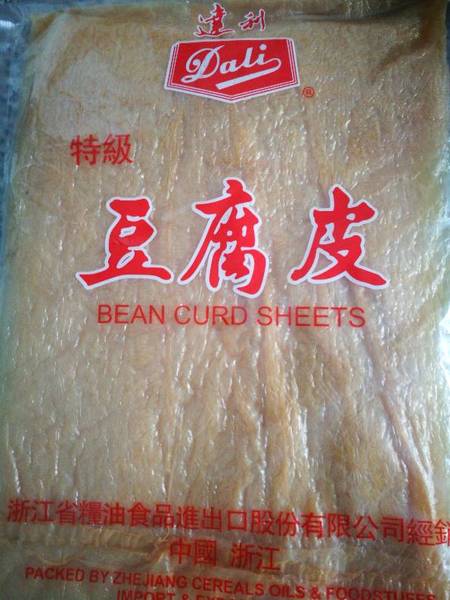 達利
Dali
®
特級
豆腐皮
BEAN CURD SHEETS
浙江省糧油食品進出口股份有限公司經銷
中國 浙江
PACKED BY ZHEJIANG CEREALS OILS & FOODSTUFFS
IMPORT &